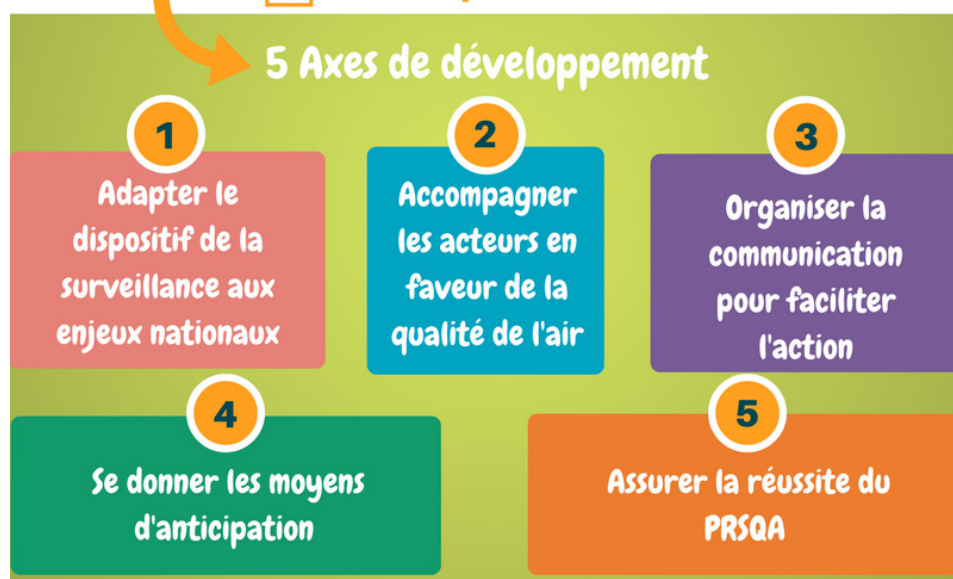 5 Axes de développement
1
Adapter le
dispositif de la
surveillance aux
enjeux nationaux
2
Accompagner
les acteurs en
faveur de la
qualité de l'air
3
Organiser la
communication
pour faciliter
l'action
4
Se donner les moyens
d'anticipation
5
Assurer la réussite du
PRSQA